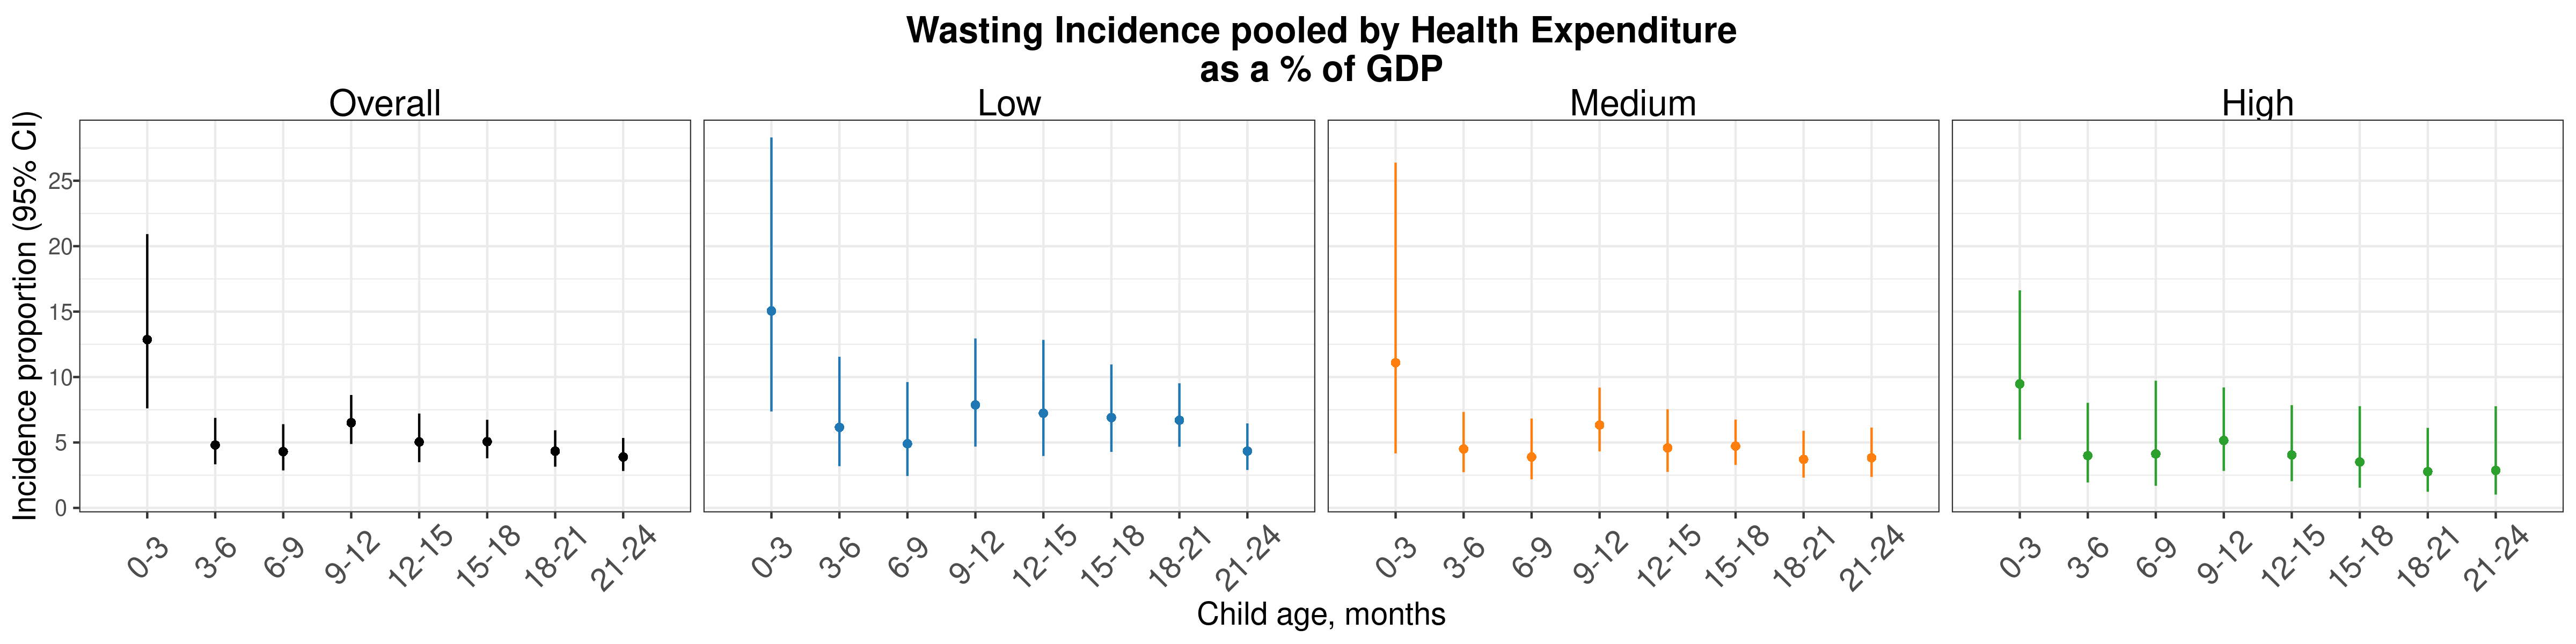 Wasting Incidence pooled by Health Expenditure
as a % of GDP
Overall
Low
Medium
High
Incidence proportion (95% CI)
25
20
15
10
5
0
0-3 3-6 6-9 9-12 12-15 15-18 18-21 21-24
0-3 3-6 6-9 9-12 12-15 15-18 18-21 21-24
0-3 3-6 6-9 9-12 12-15 15-18 18-21 21-24
0-3 3-6 6-9 9-12 12-15 15-18 18-21 21-24
Child age, months